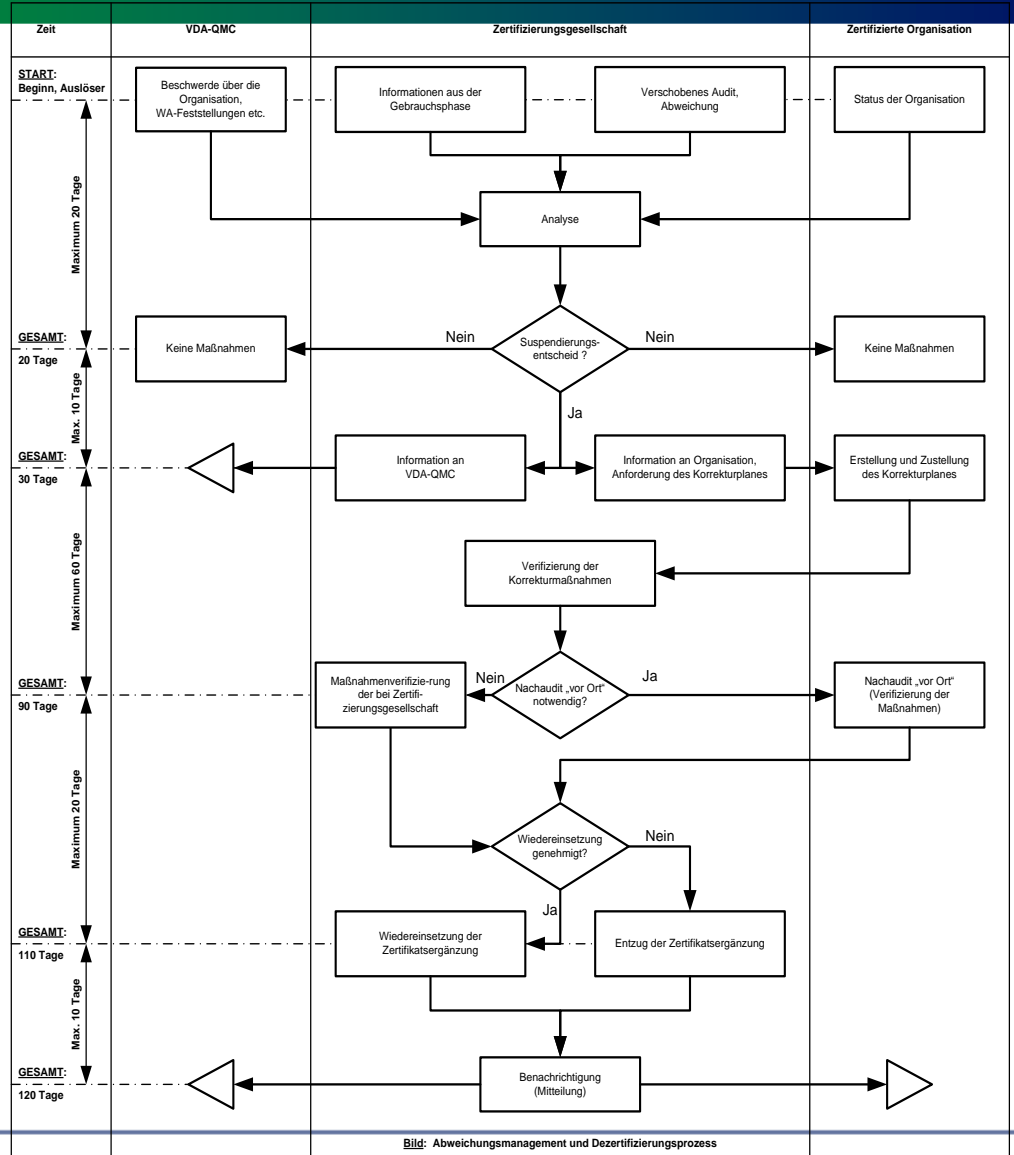 Zeit
VDA-QMC
Zertifizierungsgesellschaft
Zertifizierte Organisation
START:
Beginn, Auslöser
Beschwerde über die
Organisation,
WA-Feststellungen etc.
Informationen aus der
Gebrauchsphase
Verschobenes Audit,
Abweichung
Status der Organisation
Maximum 20 Tage
Analyse
GESAMT:
20 Tage
Keine Maßnahmen
Nein
Suspendierungs-
entscheid ?
Nein
Keine Maßnahmen
Max. 10 Tage
Ja
GESAMT:
30 Tage
Information an
VDA-QMC
Information an Organisation,
Anforderung des Korrekturplanes
Erstellung und Zustellung
des Korrekturplanes
Maximum 60 Tage
Verifizierung der
Korrekturmaßnahmen
GESAMT:
90 Tage
Maßnahmenverifizie-rung
der bei Zertifi-
zierungsgesellschaft
Nein
Nachaudit „vor Ort“
notwendig?
Ja
Nachaudit „vor Ort“
(Verifizierung der
Maßnahmen)
Maximum 20 Tage
Wiedereinsetzung
genehmigt?
Nein
Ja
GESAMT:
110 Tage
Wiedereinsetzung der
Zertifikatsergänzung
Entzug der Zertifikatsergänzung
Max. 10 Tage
GESAMT:
120 Tage
Benachrichtigung
(Mitteilung)
Bild: Abweichungsmanagement und Dezertifizierungsprozess